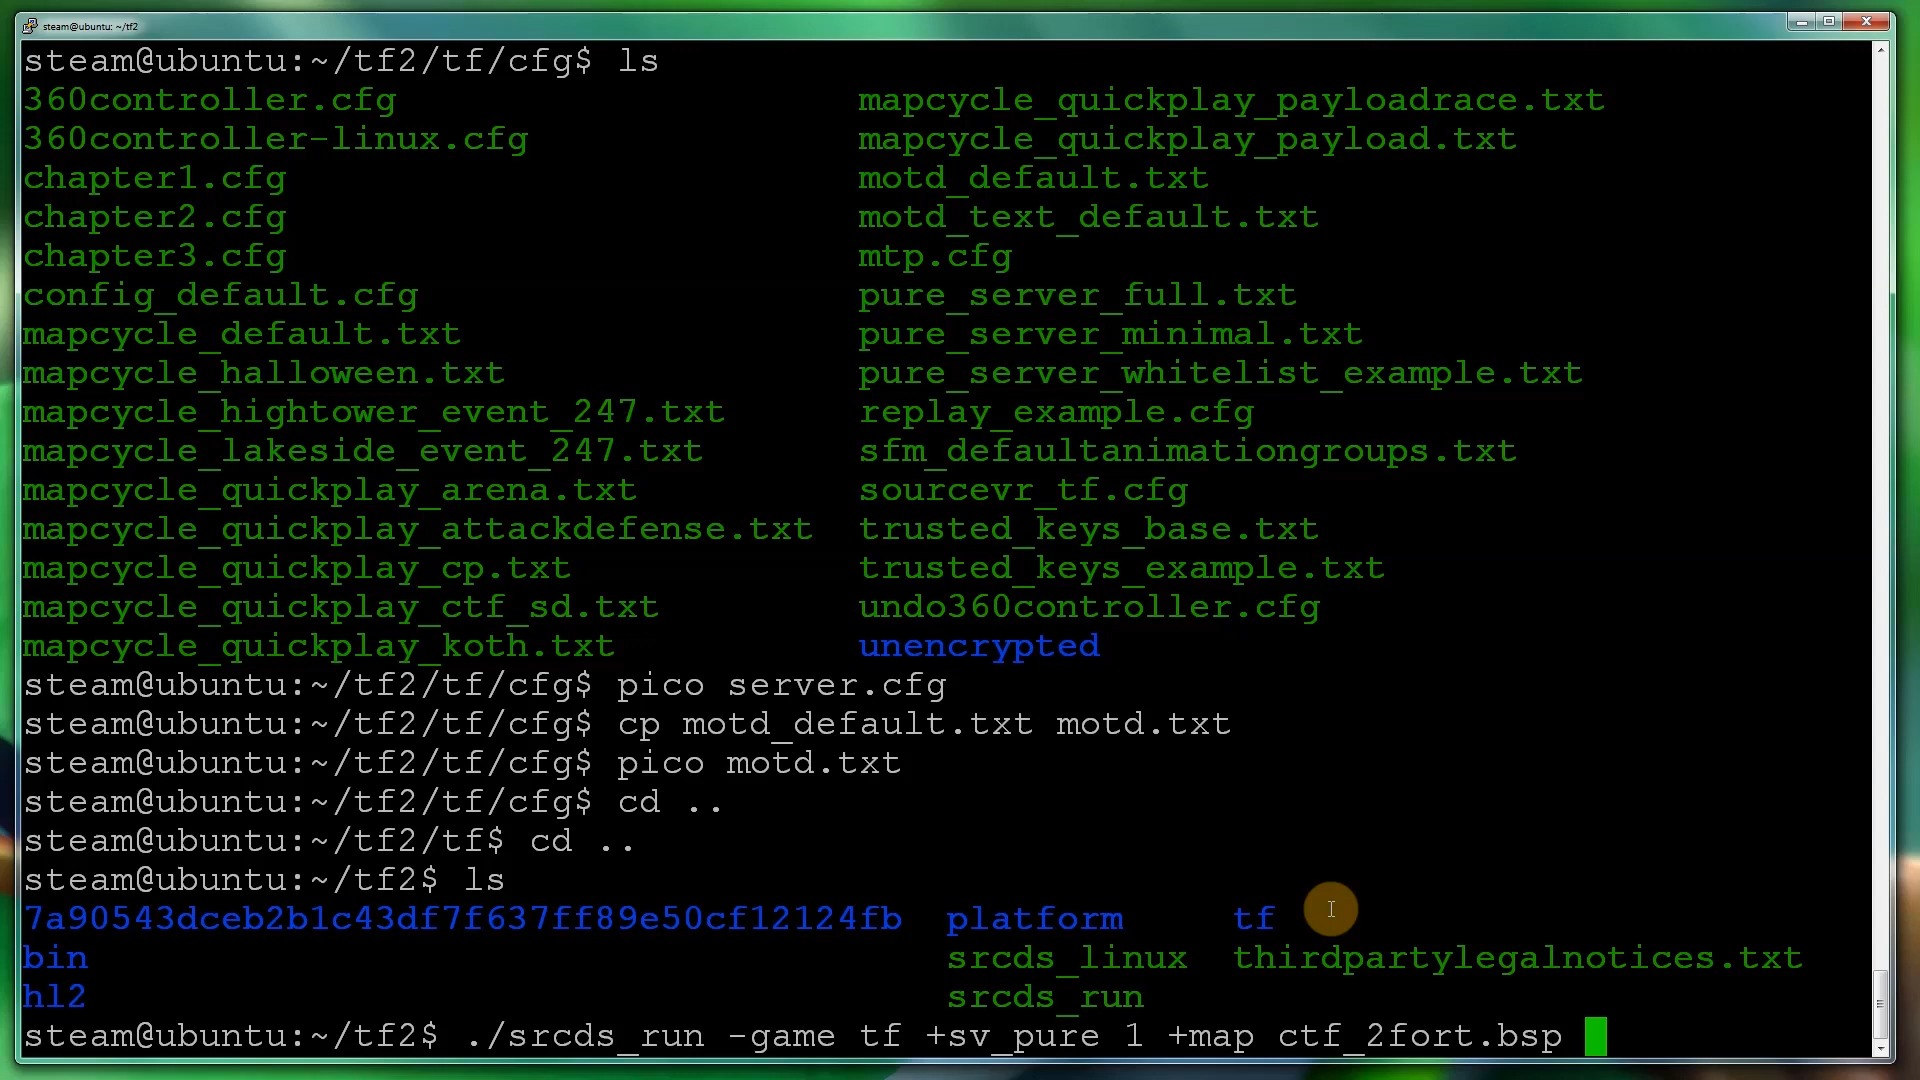 steam@ubuntu: ~/tf2
steam@ubuntu:~/tf2/tf/cfg$ ls
360controller.cfg mapcycle_quickplay_payloadrace.txt
360controller-linux.cfg mapcycle_quickplay_payload.txt
chapter1.cfg motd_default.txt
chapter2.cfg motd_text_default.txt
chapter3.cfg mtp.cfg
config_default.cfg pure_server_full.txt
mapcycle_default.txt pure_server_minimal.txt
mapcycle_halloween.txt pure_server_whitelist_example.txt
mapcycle_hightower_event_247.txt replay_example.cfg
mapcycle_lakeside_event_247.txt sfm_defaultanimationgroups.txt
mapcycle_quickplay_arena.txt sourcevr_tf.cfg
mapcycle_quickplay_attackdefense.txt trusted_keys_base.txt
mapcycle_quickplay_cp.txt trusted_keys_example.txt
mapcycle_quickplay_ctf_sd.txt undo360controller.cfg
mapcycle_quickplay_koth.txt unencrypted
steam@ubuntu:~/tf2/tf/cfg$ pico server.cfg
steam@ubuntu:~/tf2/tf/cfg$ cp motd_default.txt motd.txt
steam@ubuntu:~/tf2/tf/cfg$ pico motd.txt
steam@ubuntu:~/tf2/tf/cfg$ cd ..
steam@ubuntu:~/tf2/tf$ cd ..
steam@ubuntu:~/tf2$ ls
7a90543dceb2b1c43df7f637ff89e50cf12124fb platform tf
bin srcds_linux thirdpartylegalnotices.txt
hl2 srcds_run
steam@ubuntu:~/tf2$ ./srcds_run -game tf +sv_pure 1 +map ctf_2fort.bsp